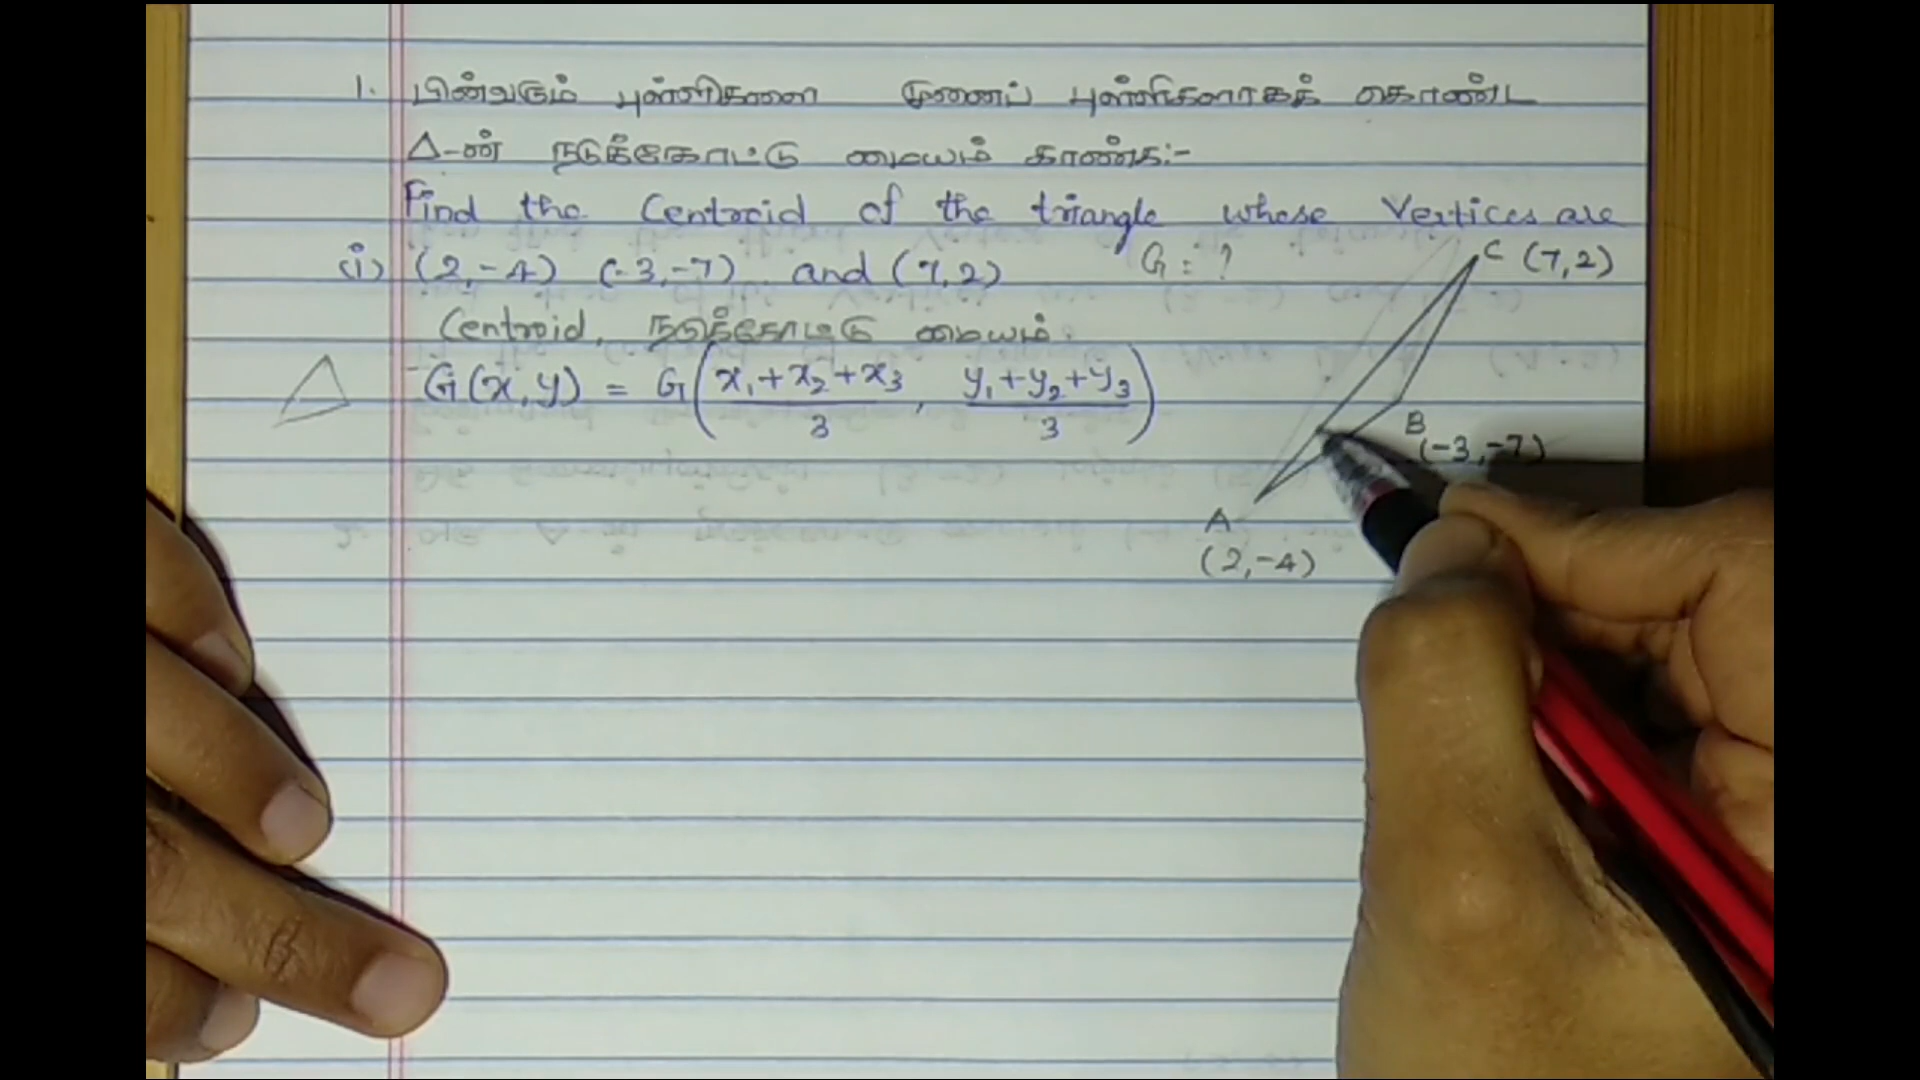 1. பின்வரும் புள்ளிகளை முனைப் புள்ளிகளாகக் கொண்ட
Δ-ன் நடுக்கோட்டு மையம் காண்க:-
Find the Centroid of the triangle whose Vertices are
(i) (2,-4) (-3,-7) and (7,2) G = ?
C (7,2)
Centroid, நடுக்கோட்டு மையம்.
G(x,y) = G(x₁+x₂+x₃/3, y₁+y₂+y₃/3)
B
(-3,-7)
A
(2,-4)